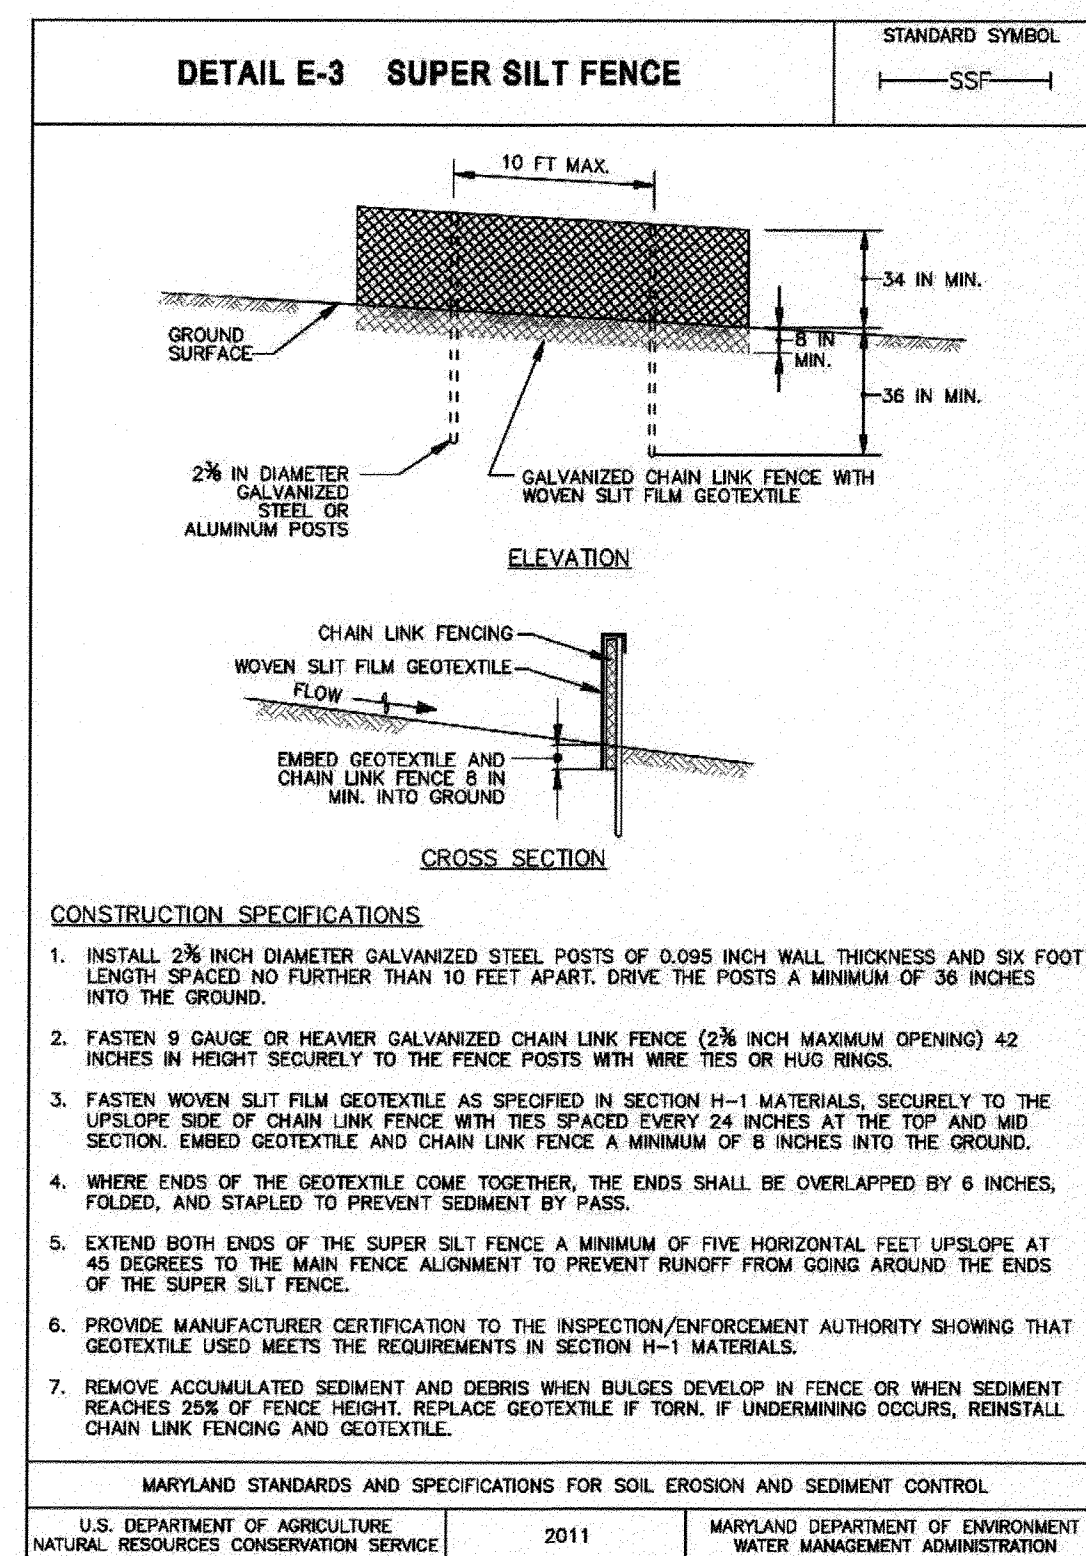 DETAIL E-3 SUPER SILT FENCE
STANDARD SYMBOL
SSF
10 FT MAX.
34 IN MIN.
GROUND
SURFACE
8 IN
MIN.
36 IN MIN.
2⅜ IN DIAMETER
GALVANIZED
STEEL OR
ALUMINUM POSTS
GALVANIZED CHAIN LINK FENCE WITH
WOVEN SLIT FILM GEOTEXTILE
ELEVATION
CHAIN LINK FENCING
WOVEN SLIT FILM GEOTEXTILE
FLOW
EMBED GEOTEXTILE AND
CHAIN LINK FENCE 8 IN
MIN. INTO GROUND
CROSS SECTION
CONSTRUCTION SPECIFICATIONS
1. INSTALL 2⅜ INCH DIAMETER GALVANIZED STEEL POSTS OF 0.095 INCH WALL THICKNESS AND SIX FOOT
LENGTH SPACED NO FURTHER THAN 10 FEET APART. DRIVE THE POSTS A MINIMUM OF 36 INCHES
INTO THE GROUND.
2. FASTEN 9 GAUGE OR HEAVIER GALVANIZED CHAIN LINK FENCE (2⅜ INCH MAXIMUM OPENING) 42
INCHES IN HEIGHT SECURELY TO THE FENCE POSTS WITH WIRE TIES OR HUG RINGS.
3. FASTEN WOVEN SLIT FILM GEOTEXTILE AS SPECIFIED IN SECTION H-1 MATERIALS, SECURELY TO THE
UPSLOPE SIDE OF CHAIN LINK FENCE WITH TIES SPACED EVERY 24 INCHES AT THE TOP AND MID
SECTION. EMBED GEOTEXTILE AND CHAIN LINK FENCE A MINIMUM OF 8 INCHES INTO THE GROUND.
4. WHERE ENDS OF THE GEOTEXTILE COME TOGETHER, THE ENDS SHALL BE OVERLAPPED BY 6 INCHES,
FOLDED, AND STAPLED TO PREVENT SEDIMENT BY PASS.
5. EXTEND BOTH ENDS OF THE SUPER SILT FENCE A MINIMUM OF FIVE HORIZONTAL FEET UPSLOPE AT
45 DEGREES TO THE MAIN FENCE ALIGNMENT TO PREVENT RUNOFF FROM GOING AROUND THE ENDS
OF THE SUPER SILT FENCE.
6. PROVIDE MANUFACTURER CERTIFICATION TO THE INSPECTION/ENFORCEMENT AUTHORITY SHOWING THAT
GEOTEXTILE USED MEETS THE REQUIREMENTS IN SECTION H-1 MATERIALS.
7. REMOVE ACCUMULATED SEDIMENT AND DEBRIS WHEN BULGES DEVELOP IN FENCE OR WHEN SEDIMENT
REACHES 25% OF FENCE HEIGHT. REPLACE GEOTEXTILE IF TORN. IF UNDERMINING OCCURS, REINSTALL
CHAIN LINK FENCING AND GEOTEXTILE.
MARYLAND STANDARDS AND SPECIFICATIONS FOR SOIL EROSION AND SEDIMENT CONTROL
U.S. DEPARTMENT OF AGRICULTURE
NATURAL RESOURCES CONSERVATION SERVICE
2011
MARYLAND DEPARTMENT OF ENVIRONMENT
WATER MANAGEMENT ADMINISTRATION